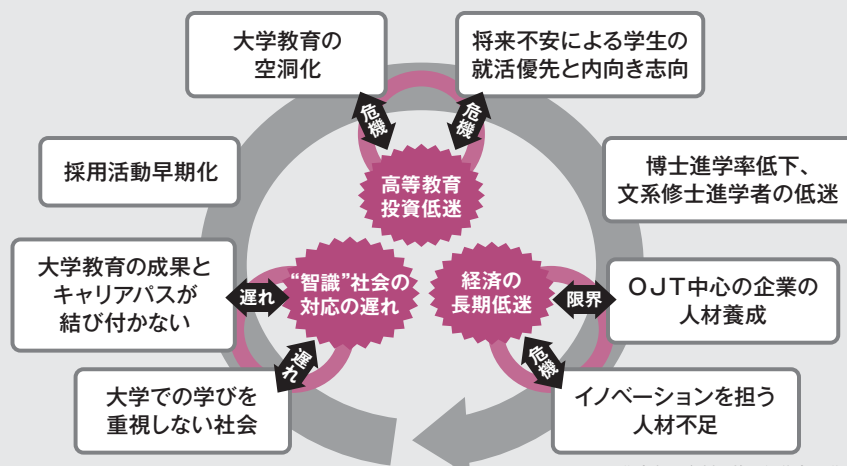 大学教育の
空洞化
将来不安による学生の
就活優先と内向き志向
危機
危機
採用活動早期化
高等教育
投資低迷
博士進学率低下、
文系修士進学者の低迷
大学教育の成果と
キャリアパスが
結び付かない
遅れ
“智識”社会の
対応の遅れ
経済の
長期低迷
限界
OJT中心の企業の
人材養成
遅れ
危機
大学での学びを
重視しない社会
イノベーションを担う
人材不足